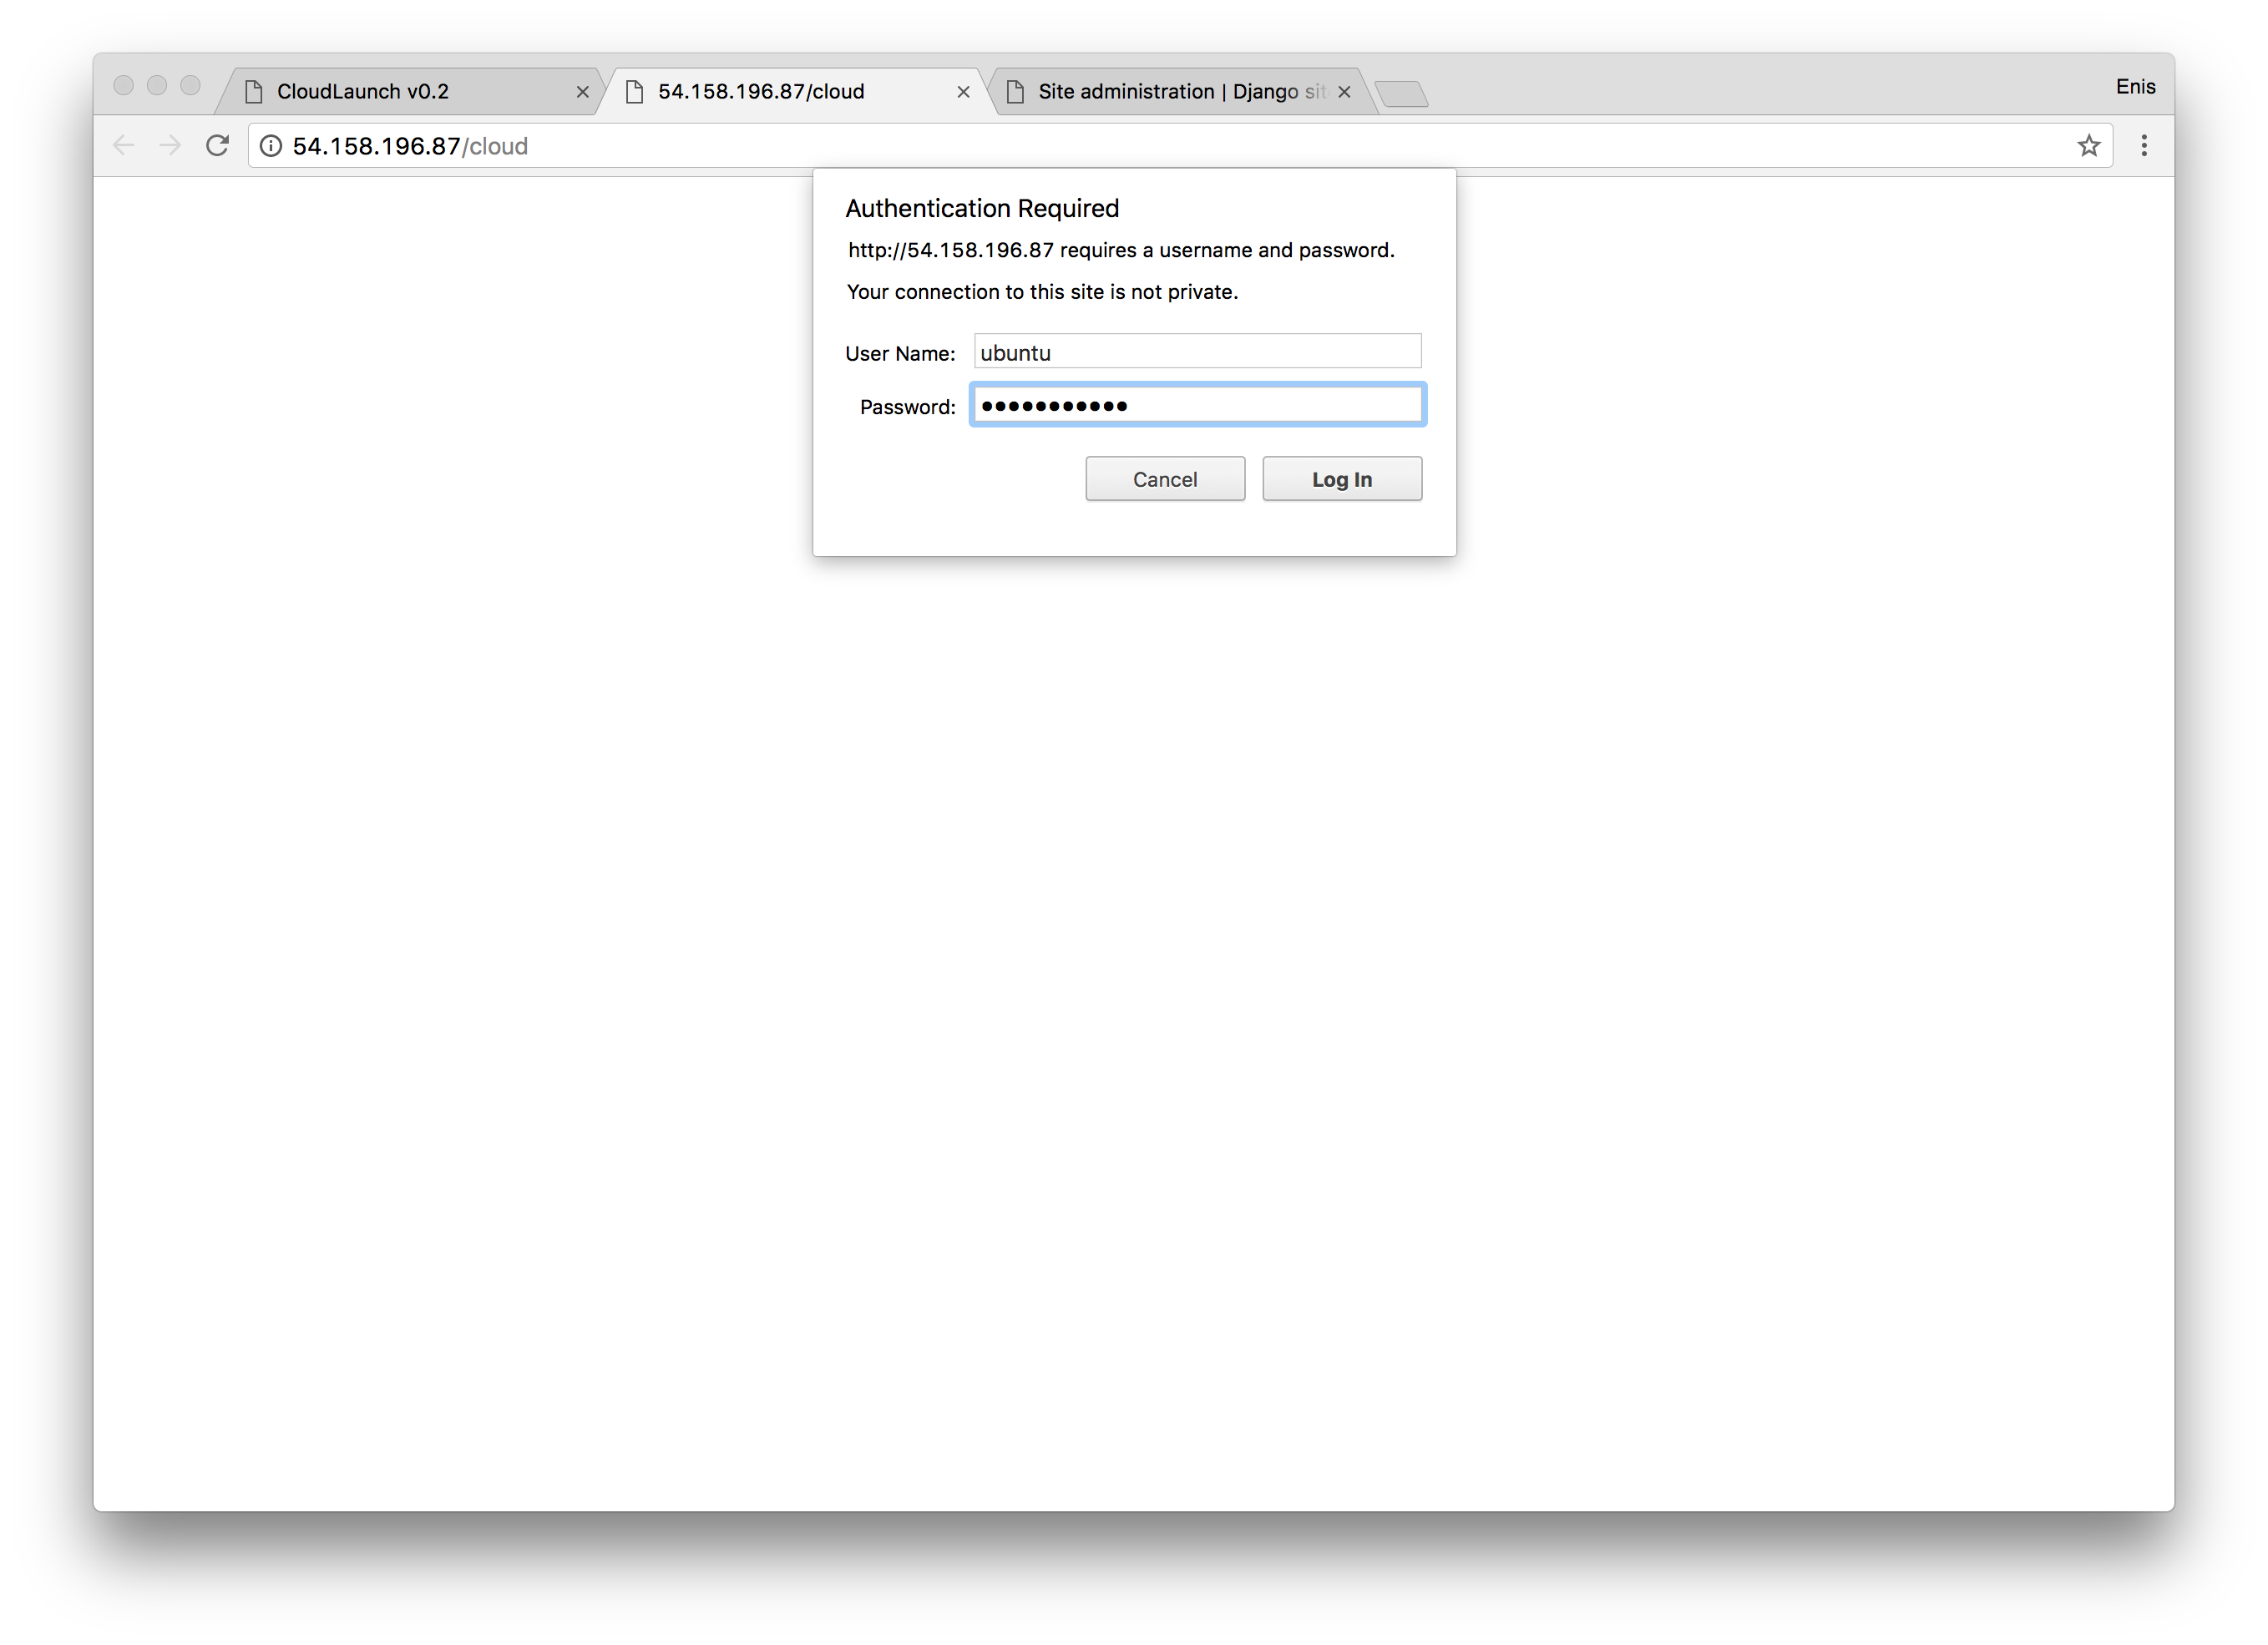 CloudLaunch v0.2
54.158.196.87/cloud
Site administration | Django sit
Enis
54.158.196.87/cloud
Authentication Required
http://54.158.196.87 requires a username and password.
Your connection to this site is not private.
User Name: ubuntu
Password: •••••••••••
Cancel Log In